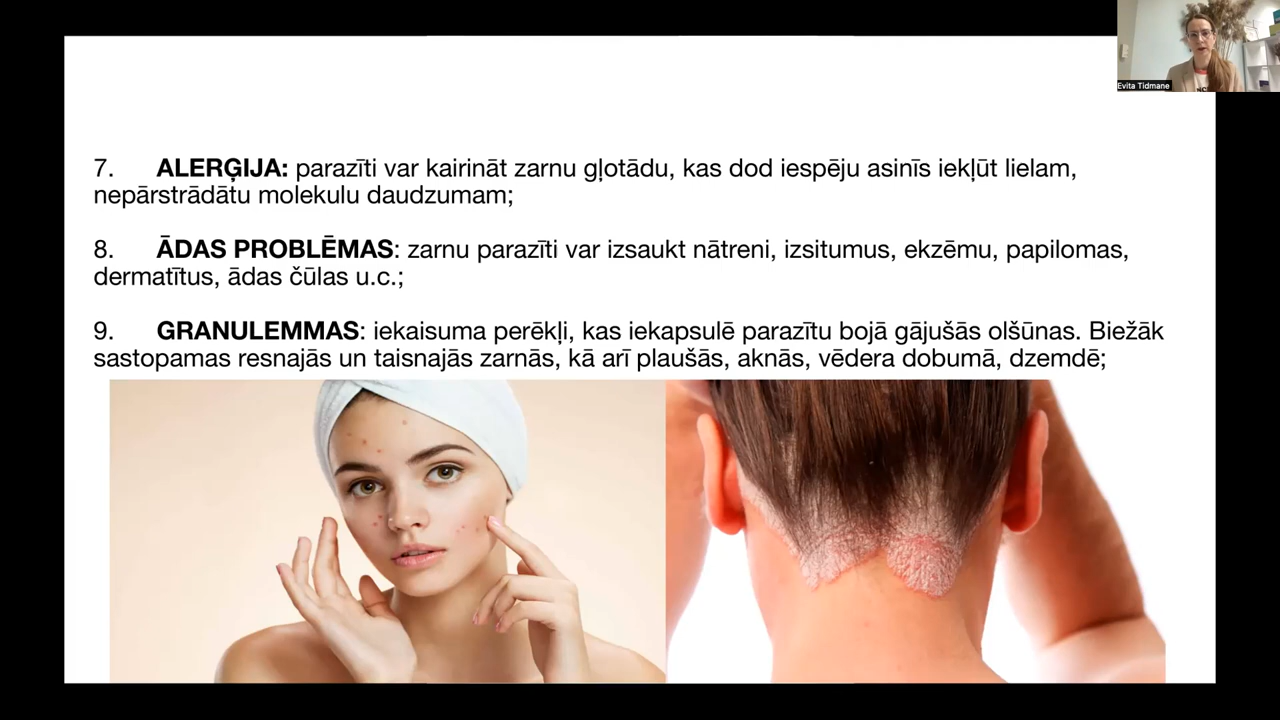 Evita Tidmane
7. ALERĢIJA: parazīti var kairināt zarnu gļotādu, kas dod iespēju asinīs iekļūt lielam,
nepārstrādātu molekulu daudzumam;
8. ĀDAS PROBLĒMAS: zarnu parazīti var izsaukt nātreni, izsitumus, ekzēmu, papilomas,
dermatītus, ādas čūlas u.c.;
9. GRANULEMMAS: iekaisuma perēkļi, kas iekapsulē parazītu bojā gājušās olšūnas. Biežāk
sastopamas resnajās un taisnajās zarnās, kā arī plaušās, aknās, vēdera dobumā, dzemdē;